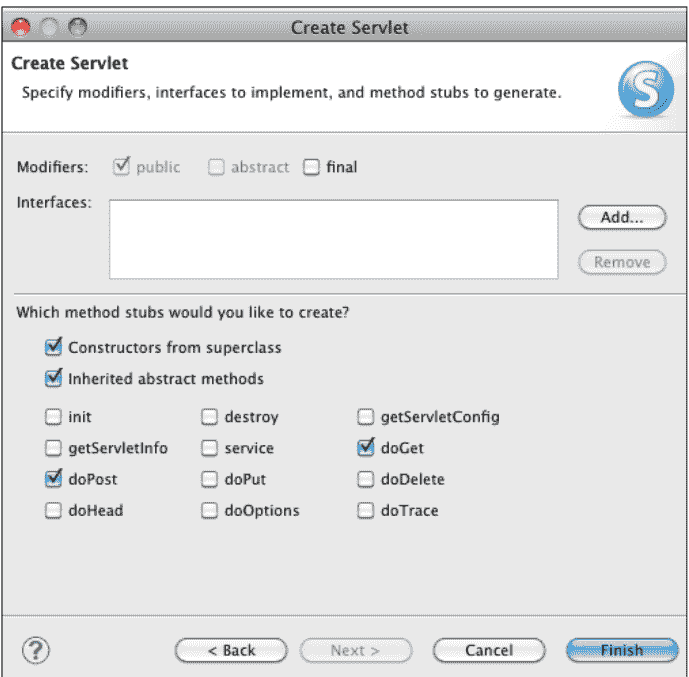 Create Servlet
Create Servlet
Specify modifiers, interfaces to implement, and method stubs to generate.
S
Modifiers: public abstract final
Interfaces:
Add...
Remove
Which method stubs would you like to create?
Constructors from superclass
Inherited abstract methods
init destroy getServletConfig
getServletInfo service doGet
doPost doPut doDelete
doHead doOptions doTrace
? < Back Next > Cancel Finish